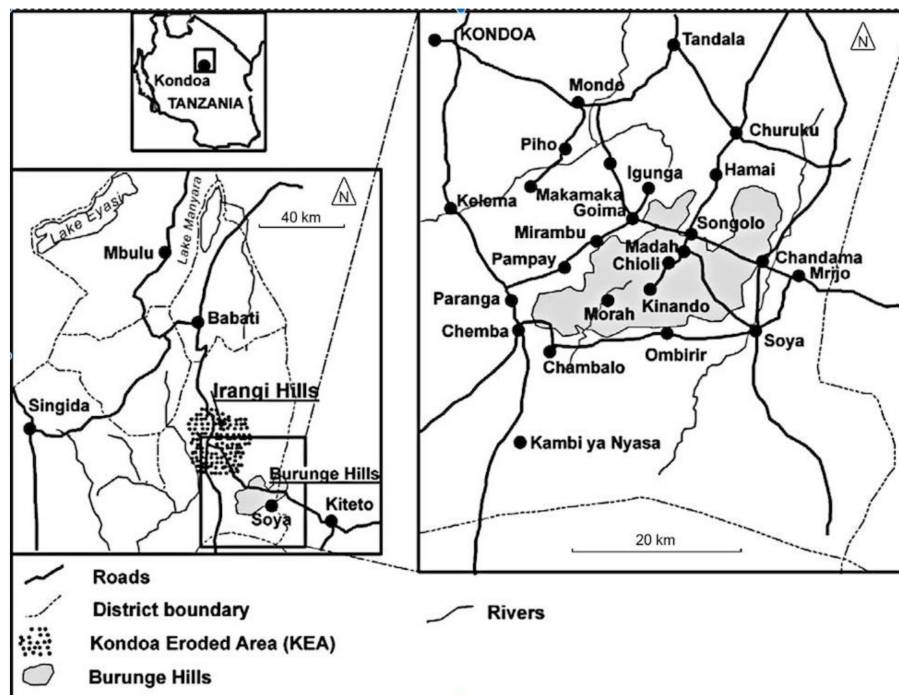 Kondoa
TANZANIA
N
40 km
Lake Eyasi
Lake Manyara
Mbulu
Babati
Irangi Hills
Singida
Burunge Hills
Soya
Kiteto
N
KONDOA
Tandala
Mondo
Churuku
Piho
Igunga
Hamai
Makamaka
Kelema
Goima
Songolo
Mirambu
Madah
Pampay
Chioli
Chandama
Mrijo
Paranga
Morah
Kinando
Chemba
Soya
Ombirir
Chambalo
Kambi ya Nyasa
20 km
Roads
District boundary
Rivers
Kondoa Eroded Area (KEA)
Burunge Hills